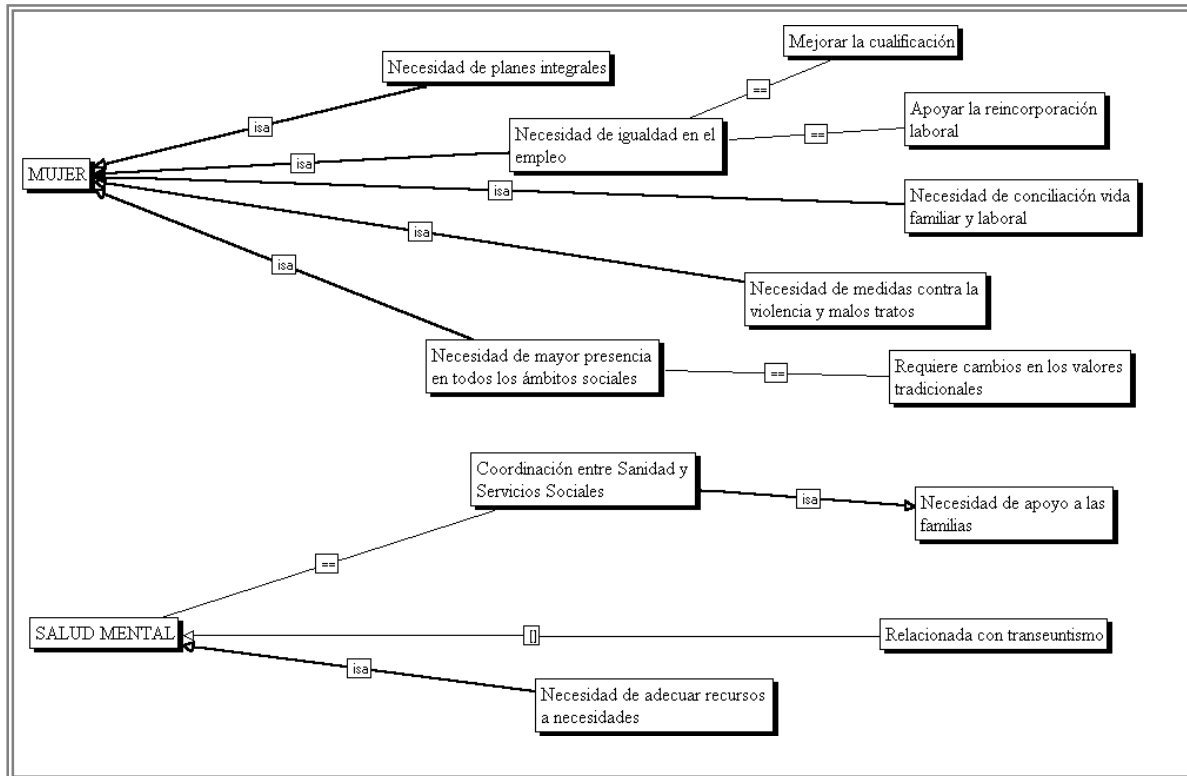 Mejorar la cualificación
Necesidad de planes integrales
==
Apoyar la reincorporación
laboral
isa
Necesidad de igualdad en el
empleo
==
isa
MUJER
isa
Necesidad de conciliación vida
familiar y laboral
isa
isa
Necesidad de medidas contra la
violencia y malos tratos
Necesidad de mayor presencia
en todos los ámbitos sociales
==
Requiere cambios en los valores
tradicionales
Coordinación entre Sanidad y
Servicios Sociales
isa
Necesidad de apoyo a las
familias
==
SALUD MENTAL
[]
Relacionada con transeuntismo
isa
Necesidad de adecuar recursos
a necesidades